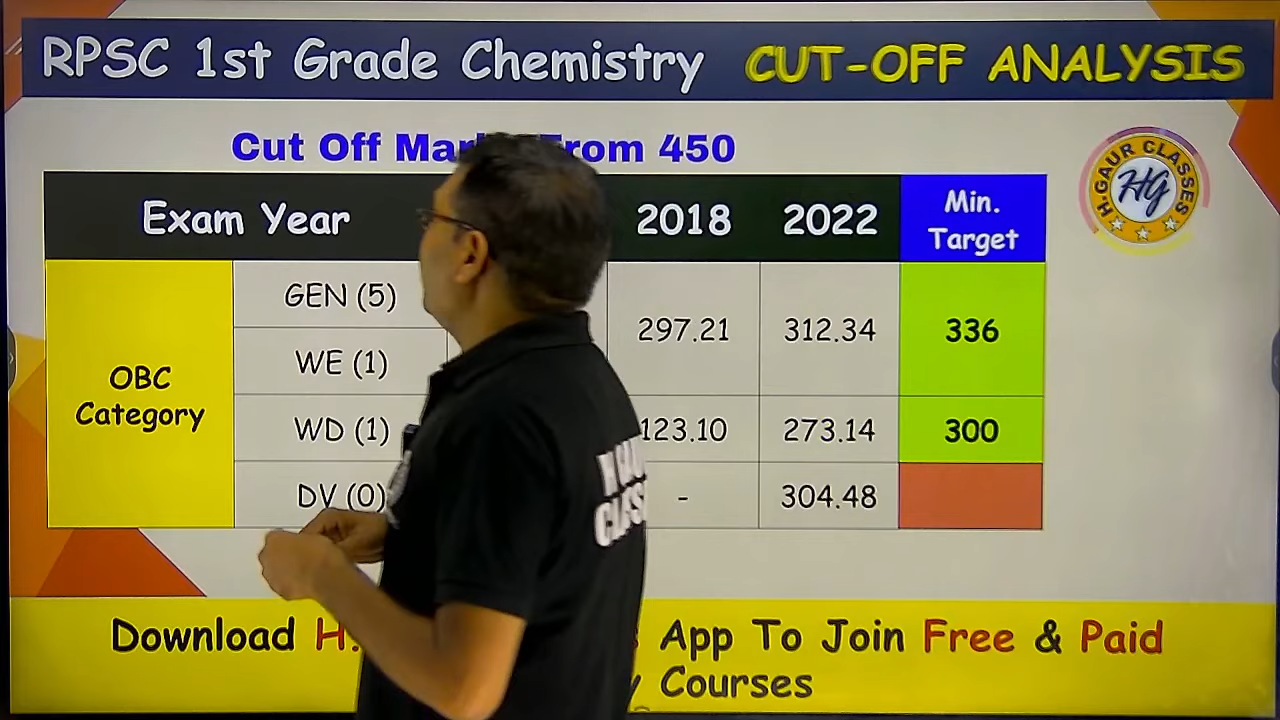 RPSC 1st Grade Chemistry CUT-OFF ANALYSIS
Cut Off From 450
H.GAUR CLASSES
HG
Exam Year 2018 2022 Min. Target
OBC Category
GEN (5) 297.21 312.34 336
WE (1)
WD (1) 123.10 273.14 300
DV (0) - 304.48
Download App To Join Free & Paid
Courses